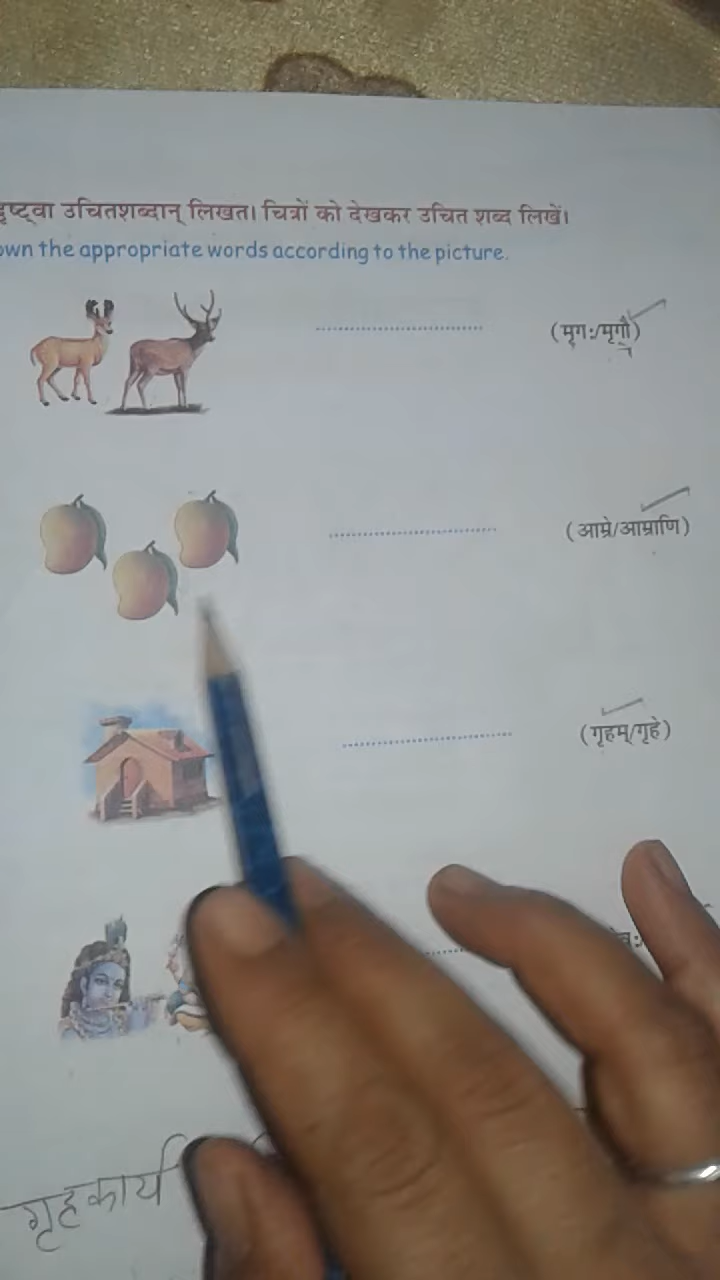 दृष्ट्वा उचितशब्दान् लिखत। चित्रों को देखकर उचित शब्द लिखें।
own the appropriate words according to the picture.
(मृगः/मृगौ)
(आम्रे/आम्राणि)
(गृहम्/गृहे)
गृहकार्य